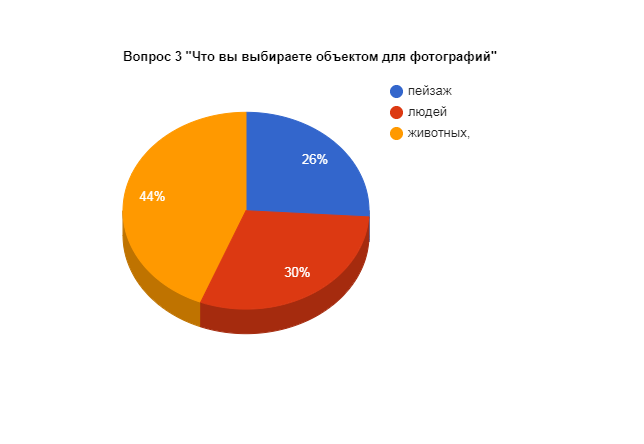 Вопрос 3 "Что вы выбираете объектом для фотографий"
пейзаж
людей
животных,
26%
44%
30%